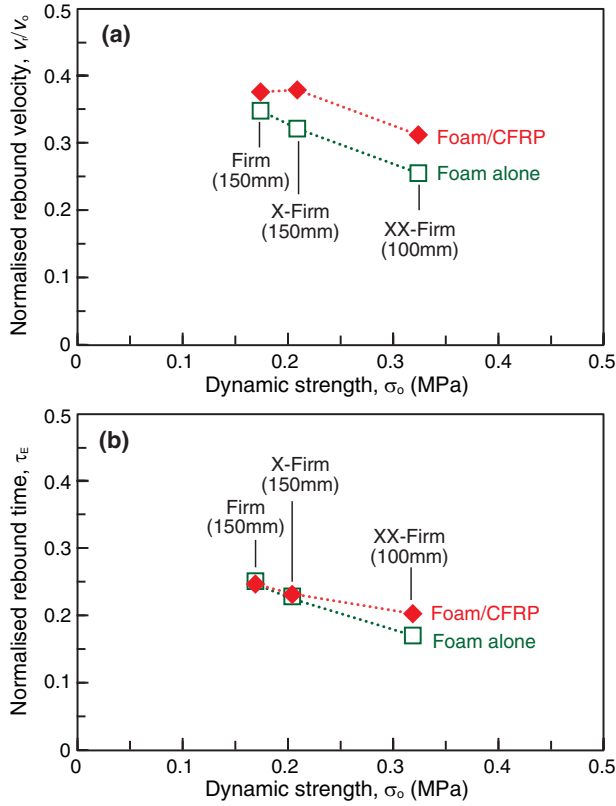 (a)
Normalised rebound velocity, vᵣ/vₒ
0.5
0.4
0.3
0.2
0.1
0
Firm
(150mm)
X-Firm
(150mm)
XX-Firm
(100mm)
Foam/CFRP
Foam alone
0
0.1
0.2
0.3
0.4
0.5
Dynamic strength, σₒ (MPa)
(b)
Normalised rebound time, τ_E
0.5
0.4
0.3
0.2
0.1
0
Firm
(150mm)
X-Firm
(150mm)
XX-Firm
(100mm)
Foam/CFRP
Foam alone
0
0.1
0.2
0.3
0.4
0.5
Dynamic strength, σₒ (MPa)